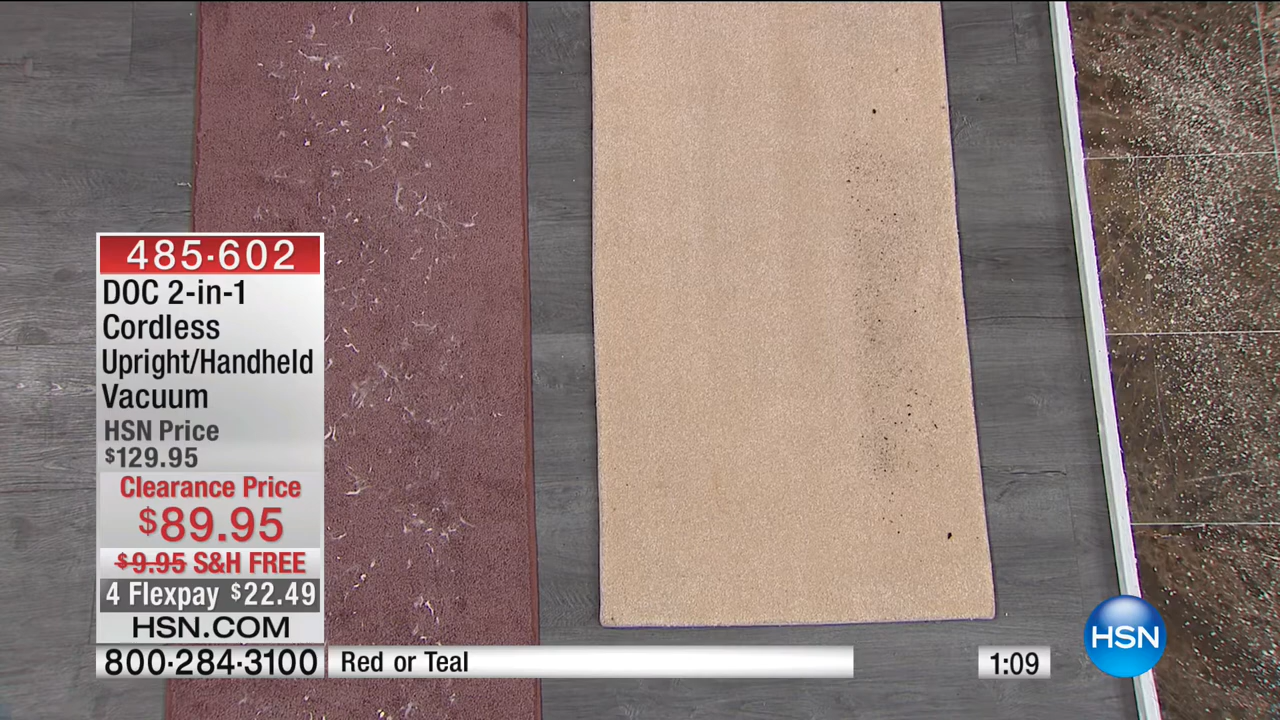 485·602
DOC 2-in-1
Cordless
Upright/Handheld
Vacuum
HSN Price
$129.95
Clearance Price
$89.95
$9.95 S&H FREE
4 Flexpay $22.49
HSN.COM
800·284·3100
Red or Teal
1:09
HSN